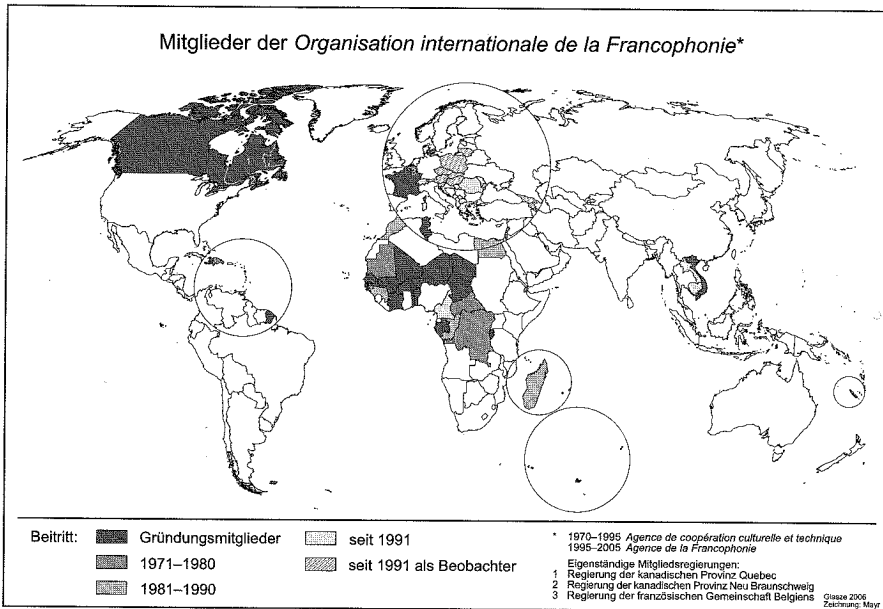 Mitglieder der Organisation internationale de la Francophonie*
Beitritt:
Gründungsmitglieder
1971–1980
1981–1990
seit 1991
seit 1991 als Beobachter
* 1970–1995 Agence de coopération culturelle et technique
1995–2005 Agence de la Francophonie
Eigenständige Mitgliedsregierungen:
1 Regierung der kanadischen Provinz Quebec
2 Regierung der kanadischen Provinz Neu Braunschweig
3 Regierung der französischen Gemeinschaft Belgiens
Glasze 2006
Zeichnung: Mayr